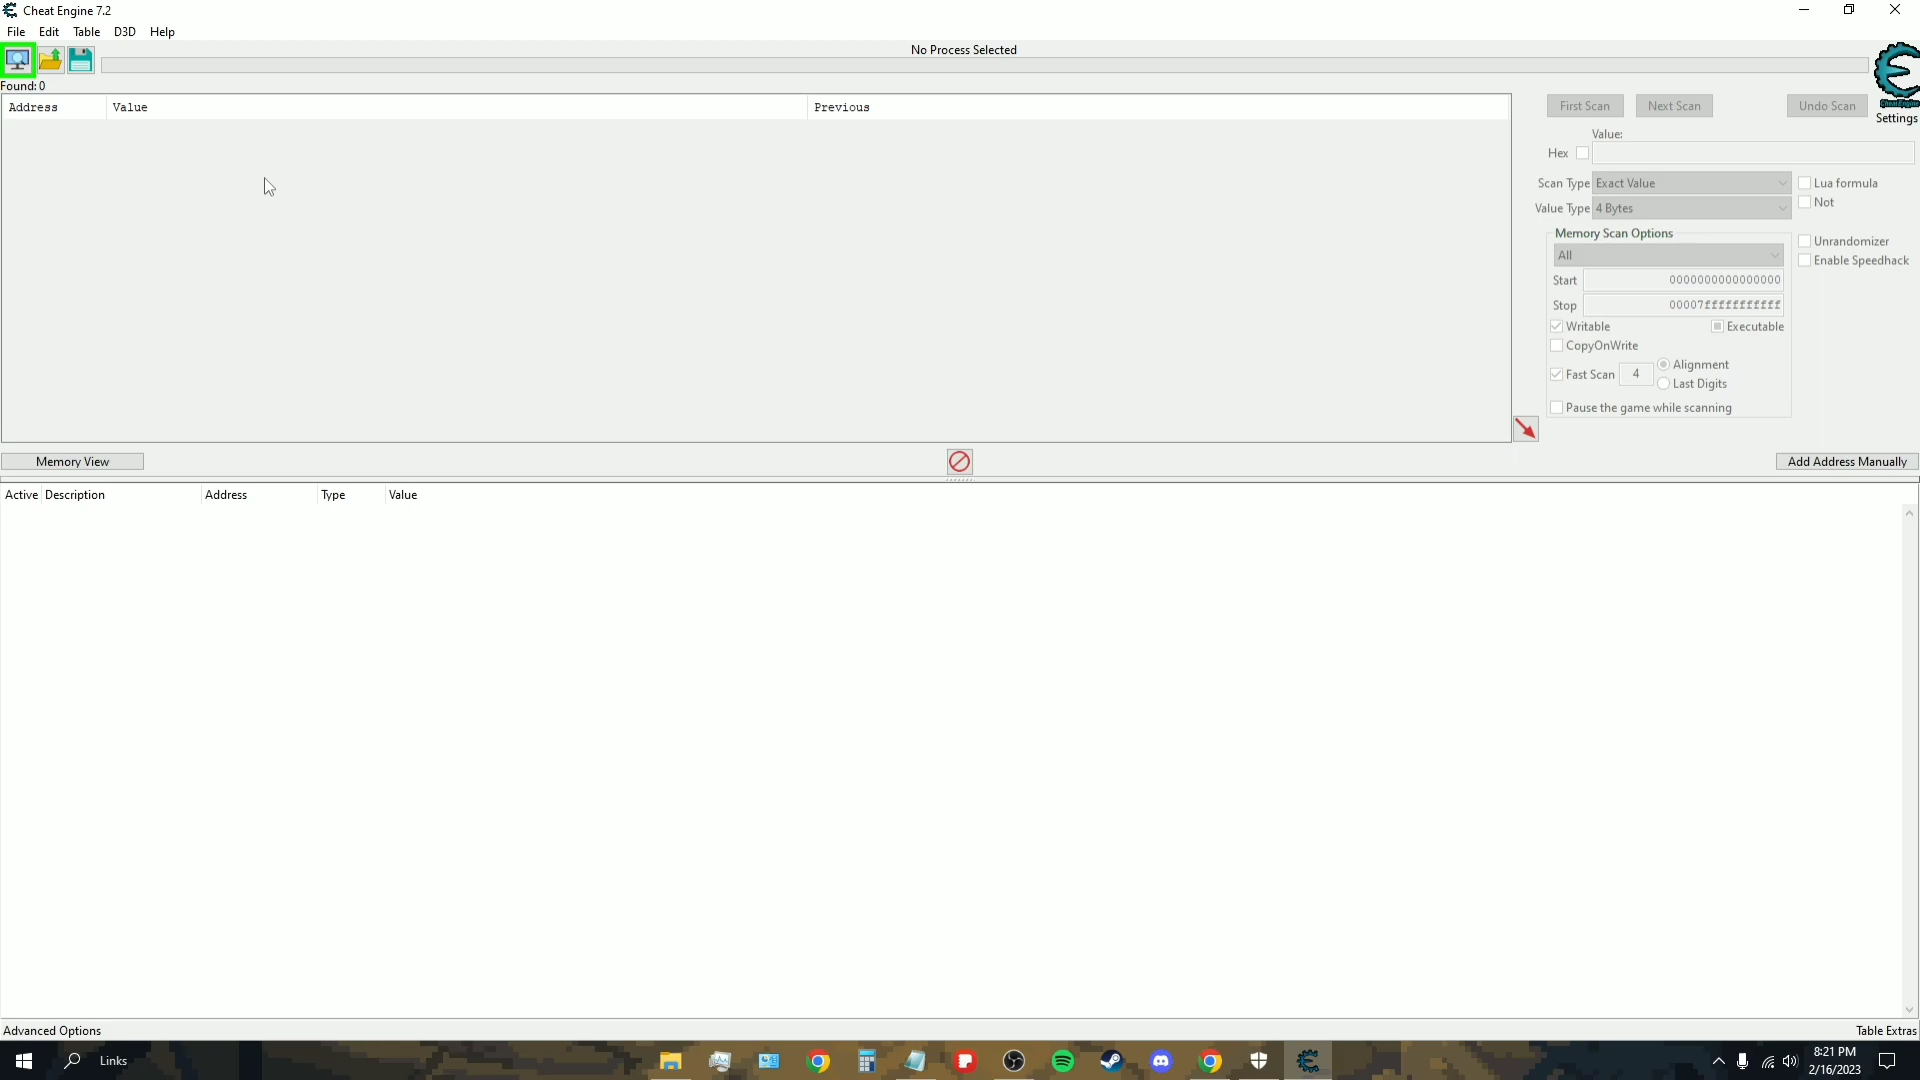 Cheat Engine 7.2
File Edit Table D3D Help
No Process Selected
Found: 0
Cheat Engine
Settings
Address Value Previous
First Scan Next Scan Undo Scan
Value:
Hex
Scan Type Exact Value Lua formula
Value Type 4 Bytes Not
Memory Scan Options
All
Unrandomizer
Enable Speedhack
Start 0000000000000000
Stop 00007fffffffffff
Writable Executable
CopyOnWrite
Fast Scan 4 Alignment
Last Digits
Pause the game while scanning
Memory View Add Address Manually
Active Description Address Type Value
Advanced Options Table Extras
Links
8:21 PM
2/16/2023